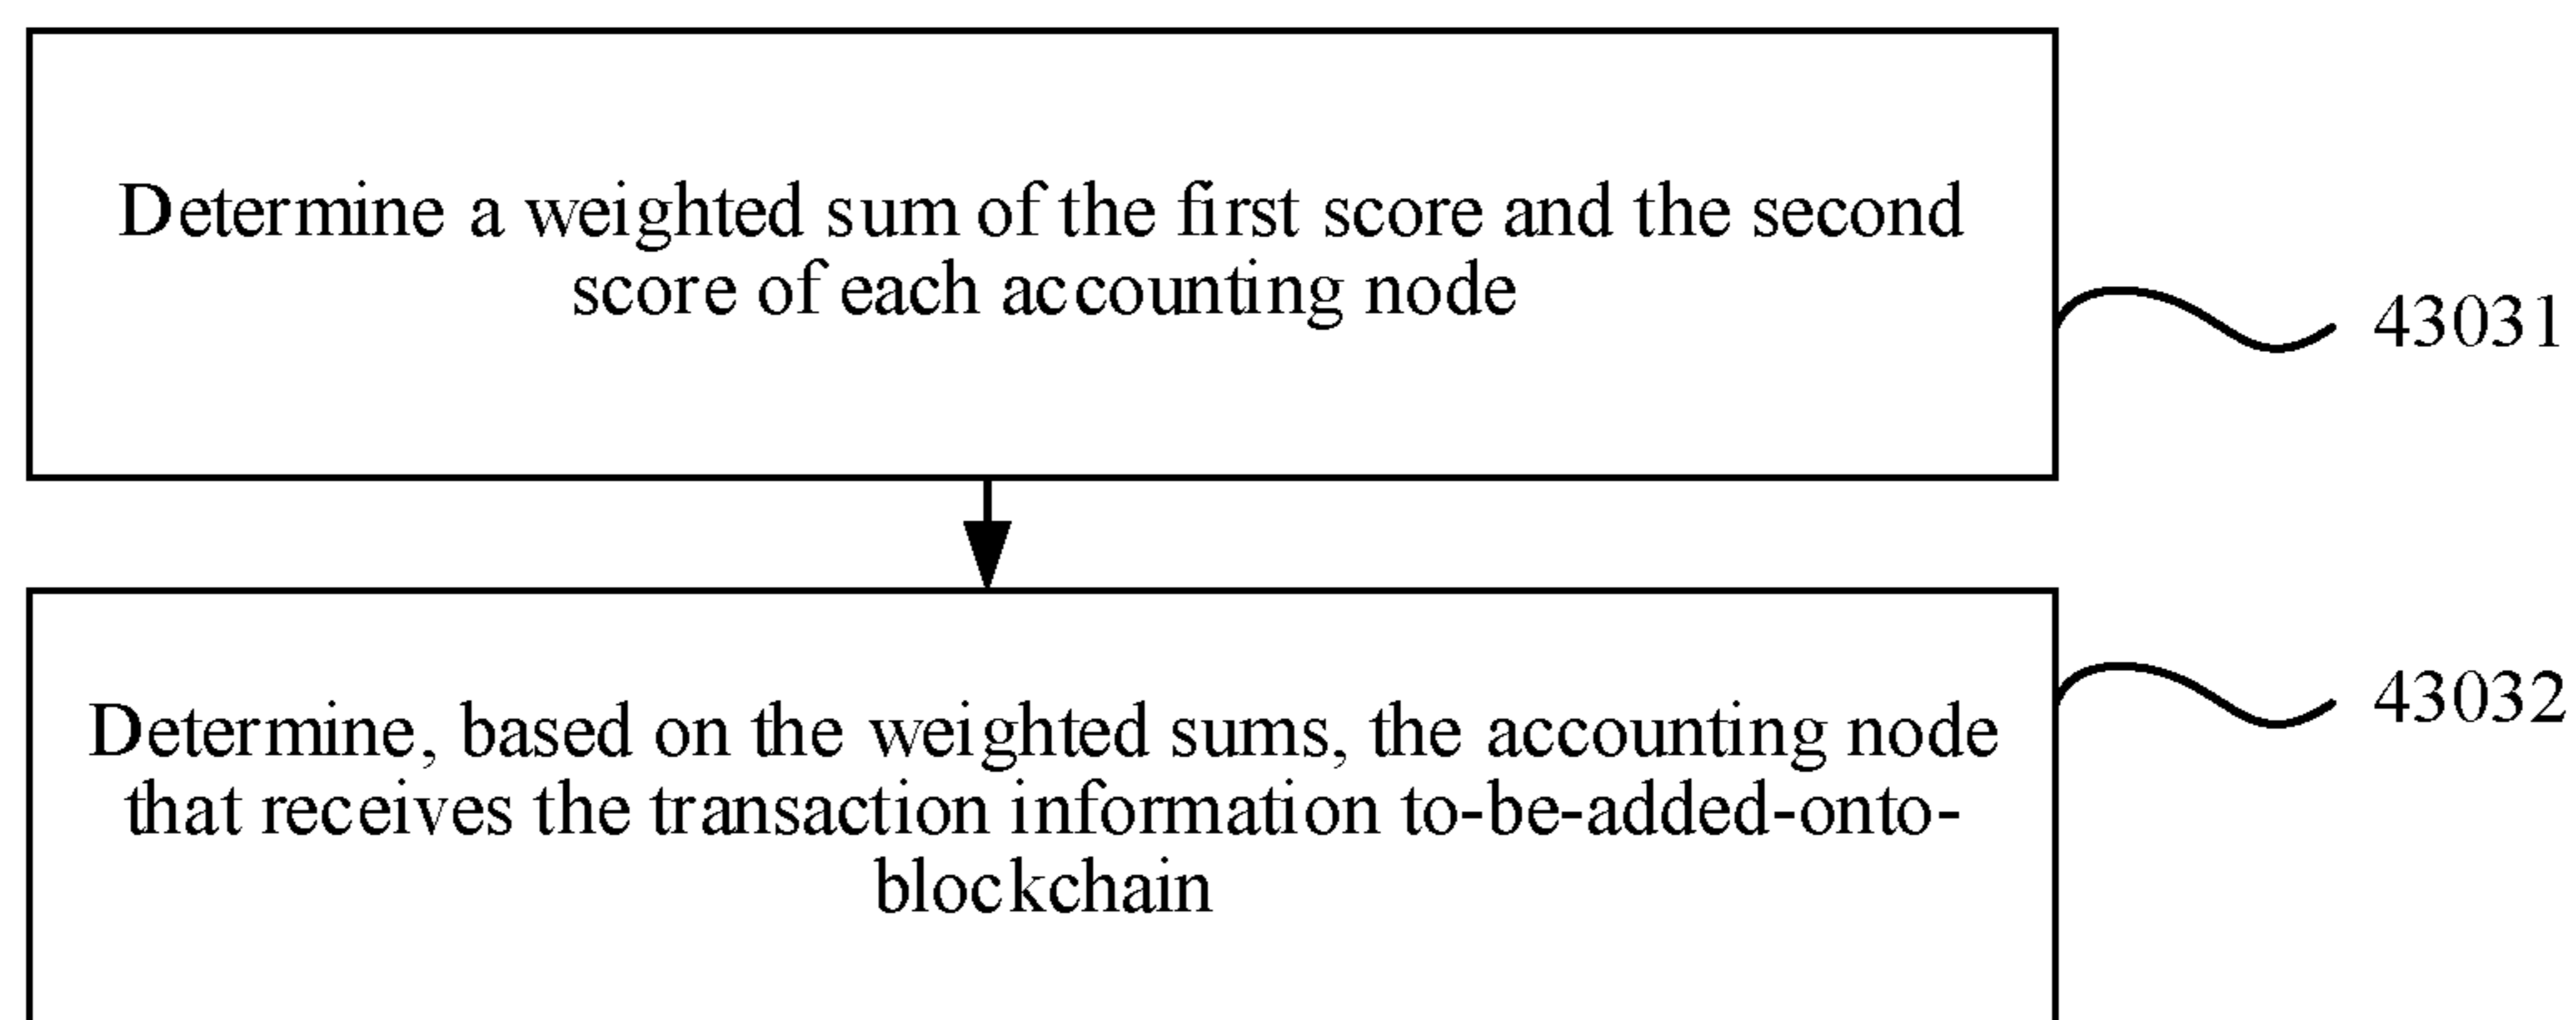 Determine a weighted sum of the first score and the second
score of each accounting node
43031
Determine, based on the weighted sums, the accounting node
that receives the transaction information to-be-added-onto-
blockchain
43032